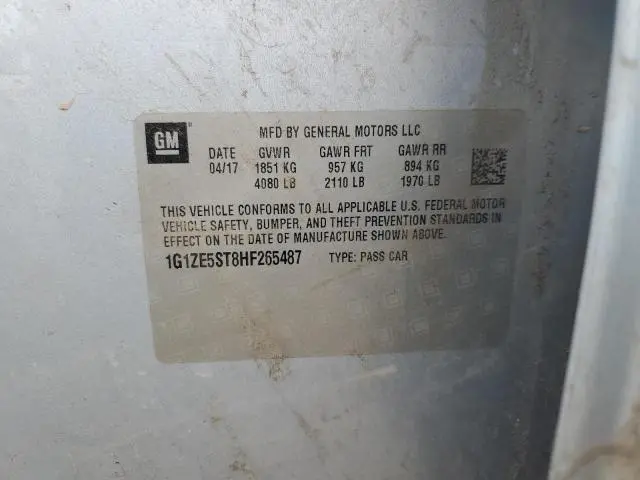 GM
MFD BY GENERAL MOTORS LLC
DATE GVWR GAWR FRT GAWR RR
04/17 1851 KG 957 KG 894 KG
4080 LB 2110 LB 1970 LB
THIS VEHICLE CONFORMS TO ALL APPLICABLE U.S. FEDERAL MOTOR
VEHICLE SAFETY, BUMPER, AND THEFT PREVENTION STANDARDS IN
EFFECT ON THE DATE OF MANUFACTURE SHOWN ABOVE.
1G1ZE5ST8HF265487 TYPE: PASS CAR